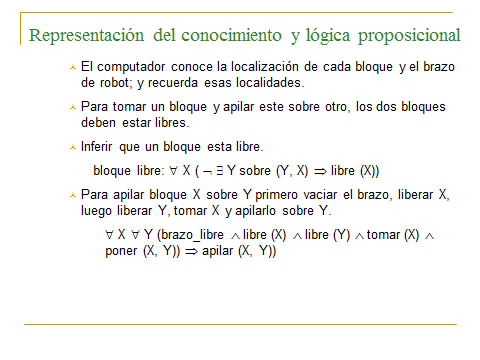 Representación del conocimiento y lógica proposicional
El computador conoce la localización de cada bloque y el brazo
de robot; y recuerda esas localidades.
Para tomar un bloque y apilar este sobre otro, los dos bloques
deben estar libres.
Inferir que un bloque esta libre.
bloque libre: ∀ X ( ¬ ∃ Y sobre (Y, X) ⇒ libre (X))
Para apilar bloque X sobre Y primero vaciar el brazo, liberar X,
luego liberar Y, tomar X y apilarlo sobre Y.
∀ X ∀ Y (brazo_libre ∧ libre (X) ∧ libre (Y) ∧ tomar (X) ∧
poner (X, Y)) ⇒ apilar (X, Y))